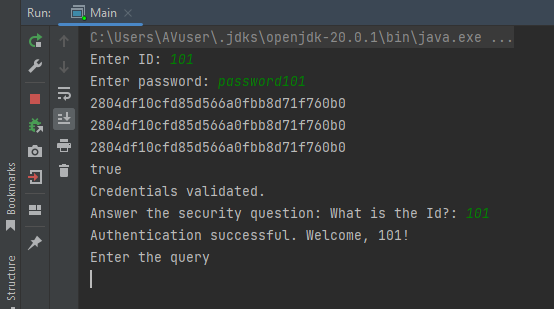 Run: Main
C:\Users\AVuser\.jdks\openjdk-20.0.1\bin\java.exe ...
Enter ID: 101
Enter password: password101
2804df10cfd85d566a0fbb8d71f760b0
2804df10cfd85d566a0fbb8d71f760b0
2804df10cfd85d566a0fbb8d71f760b0
true
Credentials validated.
Answer the security question: What is the Id?: 101
Authentication successful. Welcome, 101!
Enter the query
Bookmarks
Structure